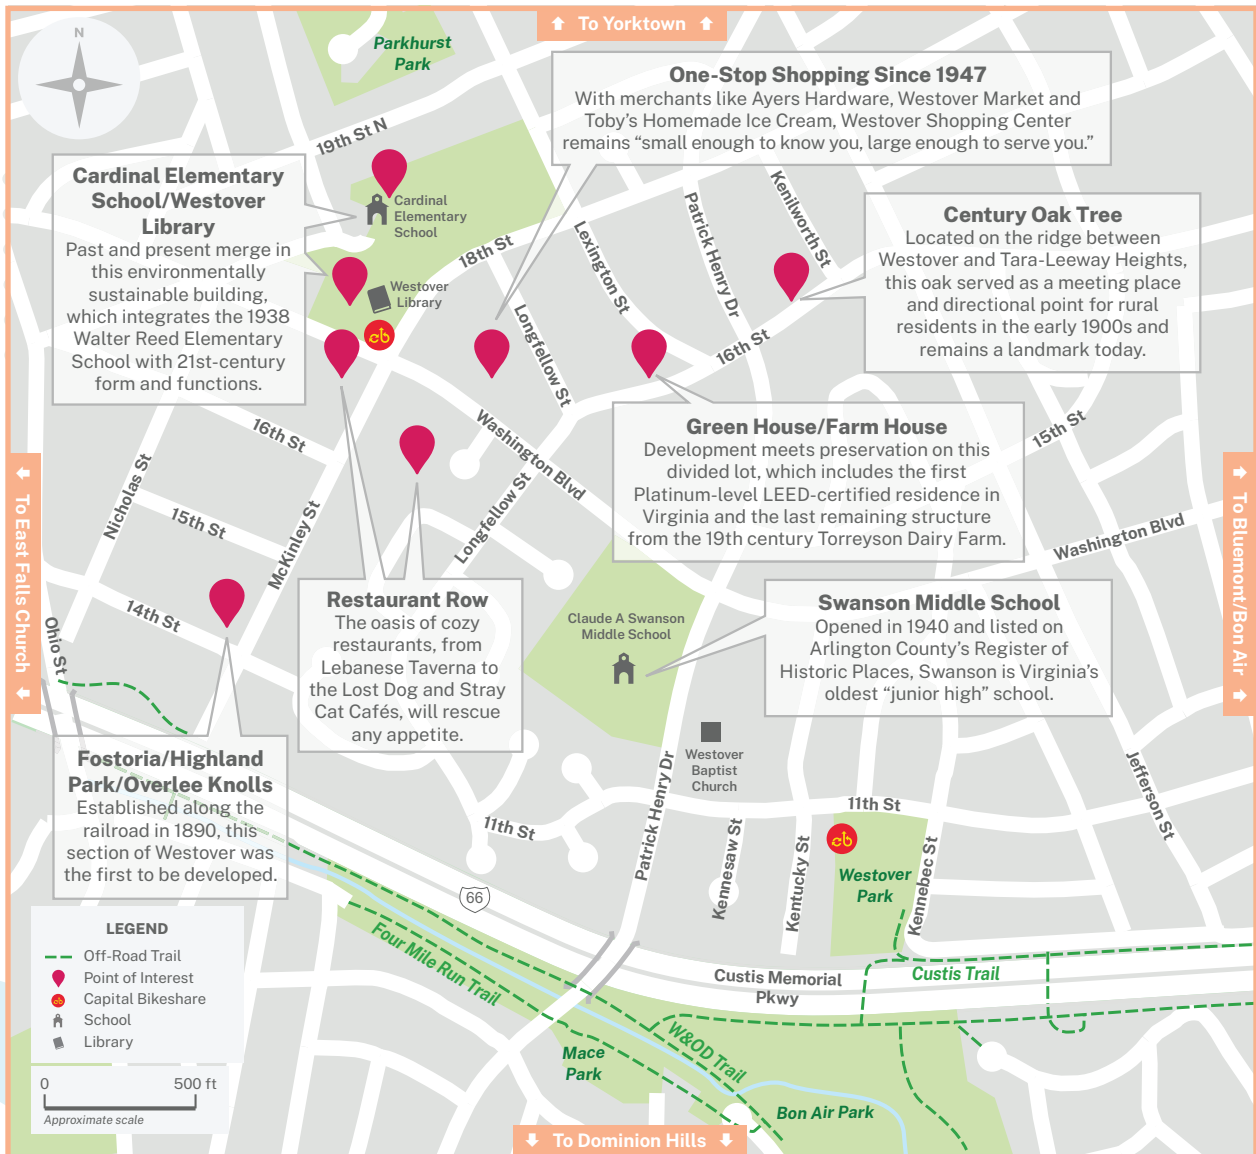 To Yorktown
N
Parkhurst
Park
One-Stop Shopping Since 1947
With merchants like Ayers Hardware, Westover Market and
Toby's Homemade Ice Cream, Westover Shopping Center
remains "small enough to know you, large enough to serve you."
19th St N
Cardinal Elementary
School/Westover
Library
Past and present merge in
this environmentally
sustainable building,
which integrates the 1938
Walter Reed Elementary
School with 21st-century
form and functions.
Cardinal
Elementary
School
18th St
Westover
Library
cb
Lexington St
Patrick Henry Dr
Kenilworth St
Century Oak Tree
Located on the ridge between
Westover and Tara-Leeway Heights,
this oak served as a meeting place
and directional point for rural
residents in the early 1900s and
remains a landmark today.
Longfellow St
16th St
Green House/Farm House
Development meets preservation on this
divided lot, which includes the first
Platinum-level LEED-certified residence in
Virginia and the last remaining structure
from the 19th century Torreyson Dairy Farm.
15th St
16th St
Washington Blvd
Nicholas St
15th St
McKinley St
Longfellow St
Washington Blvd
To East Falls Church
To Bluemont/Bon Air
14th St
Ohio St
Restaurant Row
The oasis of cozy
restaurants, from
Lebanese Taverna to
the Lost Dog and Stray
Cat Cafés, will rescue
any appetite.
Claude A Swanson
Middle School
Swanson Middle School
Opened in 1940 and listed on
Arlington County's Register of
Historic Places, Swanson is Virginia's
oldest "junior high" school.
Fostoria/Highland
Park/Overlee Knolls
Established along the
railroad in 1890, this
section of Westover was
the first to be developed.
Westover
Baptist
Church
Patrick Henry Dr
Jefferson St
11th St
11th St
cb
Kennesaw St
Kentucky St
Westover
Park
Kennebec St
66
Four Mile Run Trail
Custis Memorial
Pkwy
Custis Trail
W&OD Trail
Mace
Park
Bon Air Park
LEGEND
Off-Road Trail
Point of Interest
cb Capital Bikeshare
School
Library
0 500 ft
Approximate scale
To Dominion Hills